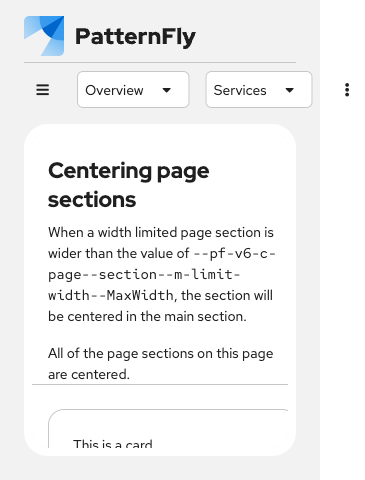 PatternFly
Overview
Services
Centering page
sections
When a width limited page section is
wider than the value of --pf-v6-c-
page--section--m-limit-
width--MaxWidth, the section will
be centered in the main section.
All of the page sections on this page
are centered.
This is a card